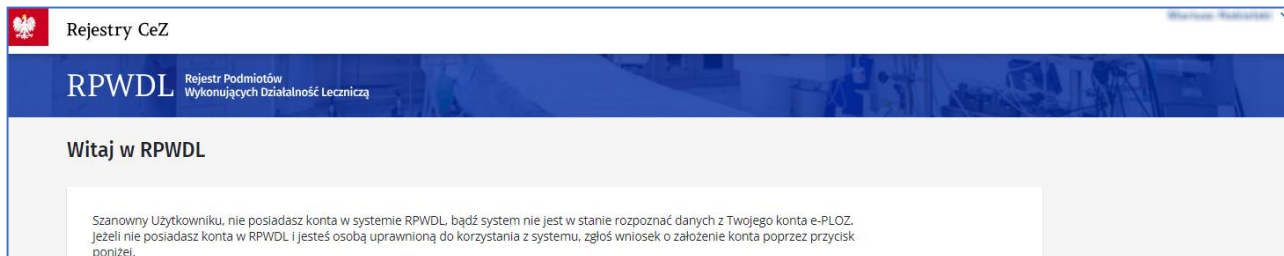 Rejestry CeZ
RPWDL Rejestr Podmiotów
Wykonujących Działalność Leczniczą
Witaj w RPWDL
Szanowny Użytkowniku, nie posiadasz konta w systemie RPWDL, bądź system nie jest w stanie rozpoznać danych z Twojego konta e-PLOZ.
Jeżeli nie posiadasz konta w RPWDL i jesteś osobą uprawnioną do korzystania z systemu, zgłoś wniosek o założenie konta poprzez przycisk
poniżej.